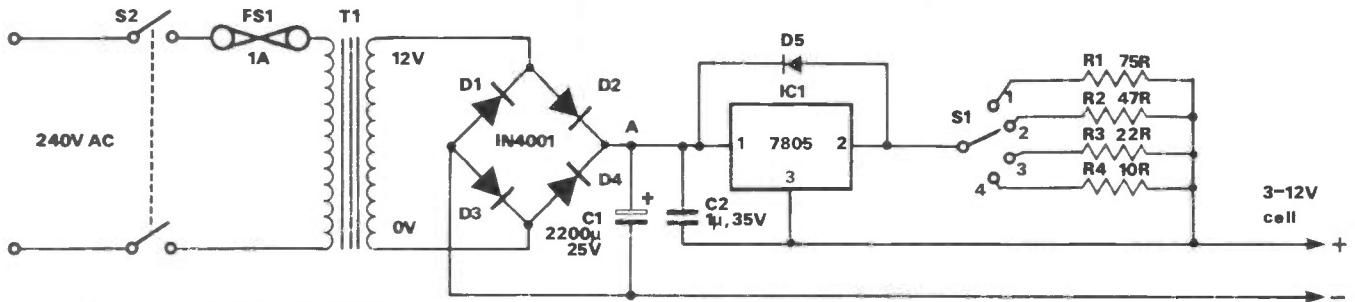 S2
FS1
1A
T1
240V AC
12V
0V
D1
D2
IN4001
D3
D4
A
C1
+
2200μ
25V
C2
1μ, 35V
D5
IC1
1 7805 2
3
S1
1
2
3
4
R1 75R
R2 47R
R3 22R
R4 10R
3–12V
cell
+
–